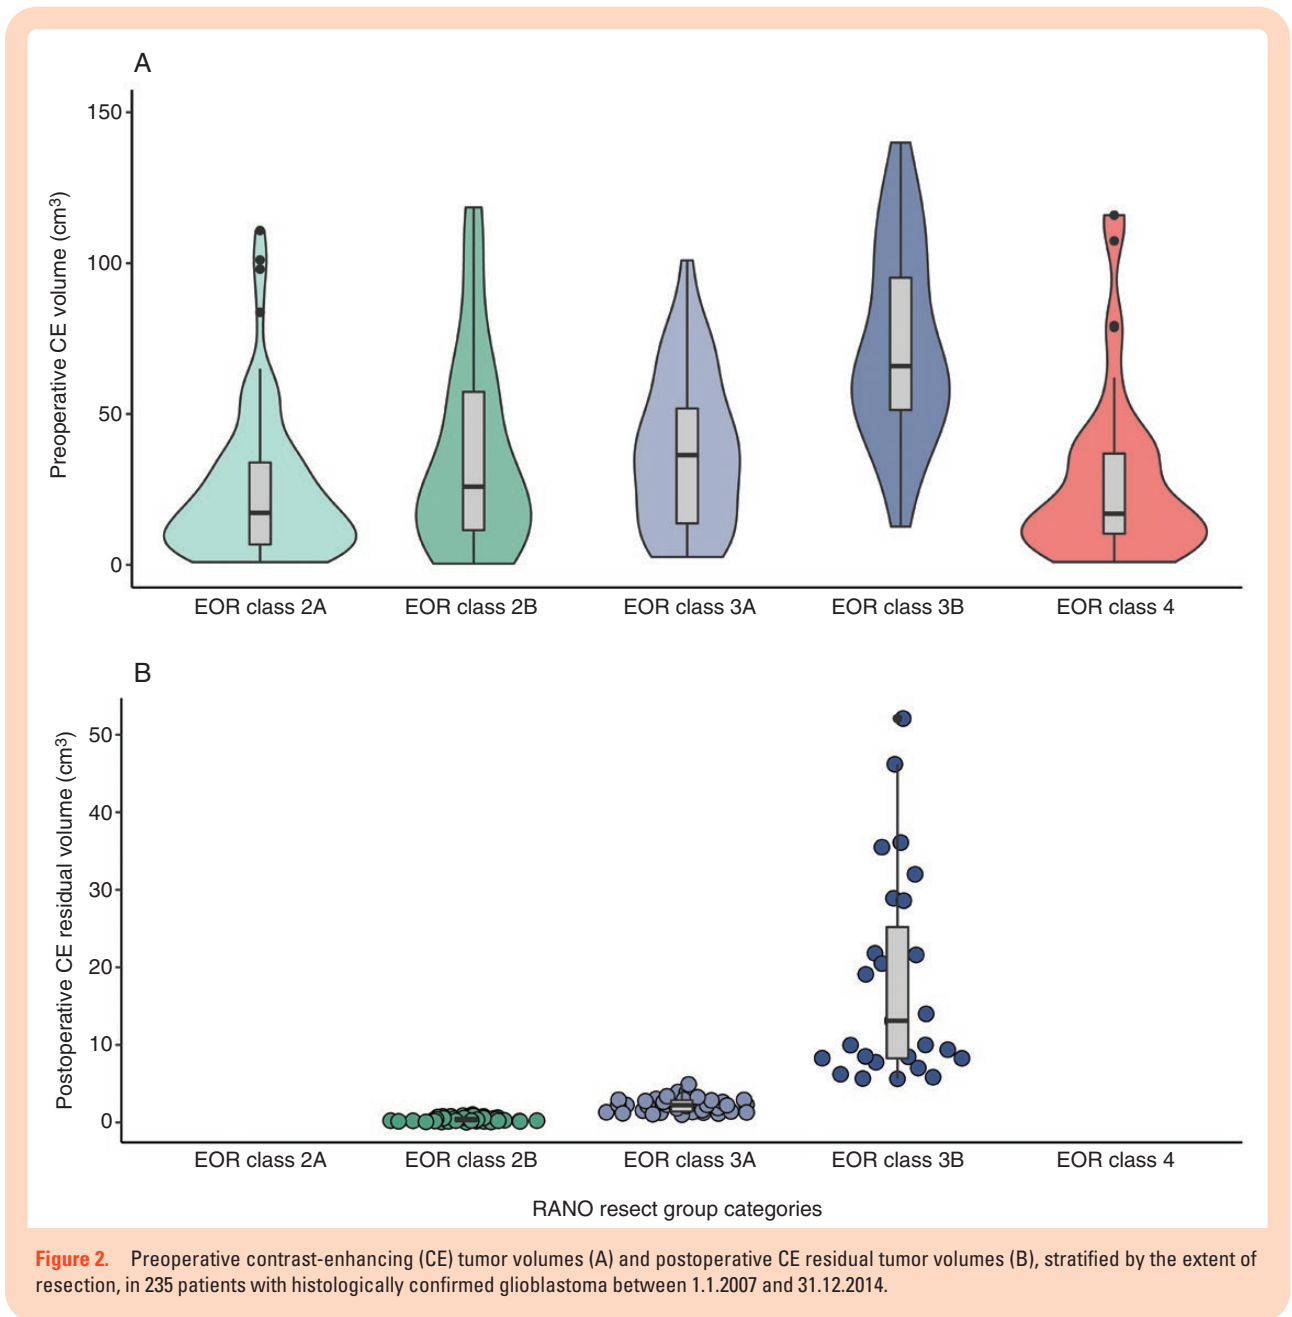 A
150
100
50
0
Preoperative CE volume (cm³)
EOR class 2A EOR class 2B EOR class 3A EOR class 3B EOR class 4
B
50
40
30
20
10
0
Postoperative CE residual volume (cm³)
EOR class 2A EOR class 2B EOR class 3A EOR class 3B EOR class 4
RANO resect group categories
Figure 2. Preoperative contrast-enhancing (CE) tumor volumes (A) and postoperative CE residual tumor volumes (B), stratified by the extent of
resection, in 235 patients with histologically confirmed glioblastoma between 1.1.2007 and 31.12.2014.